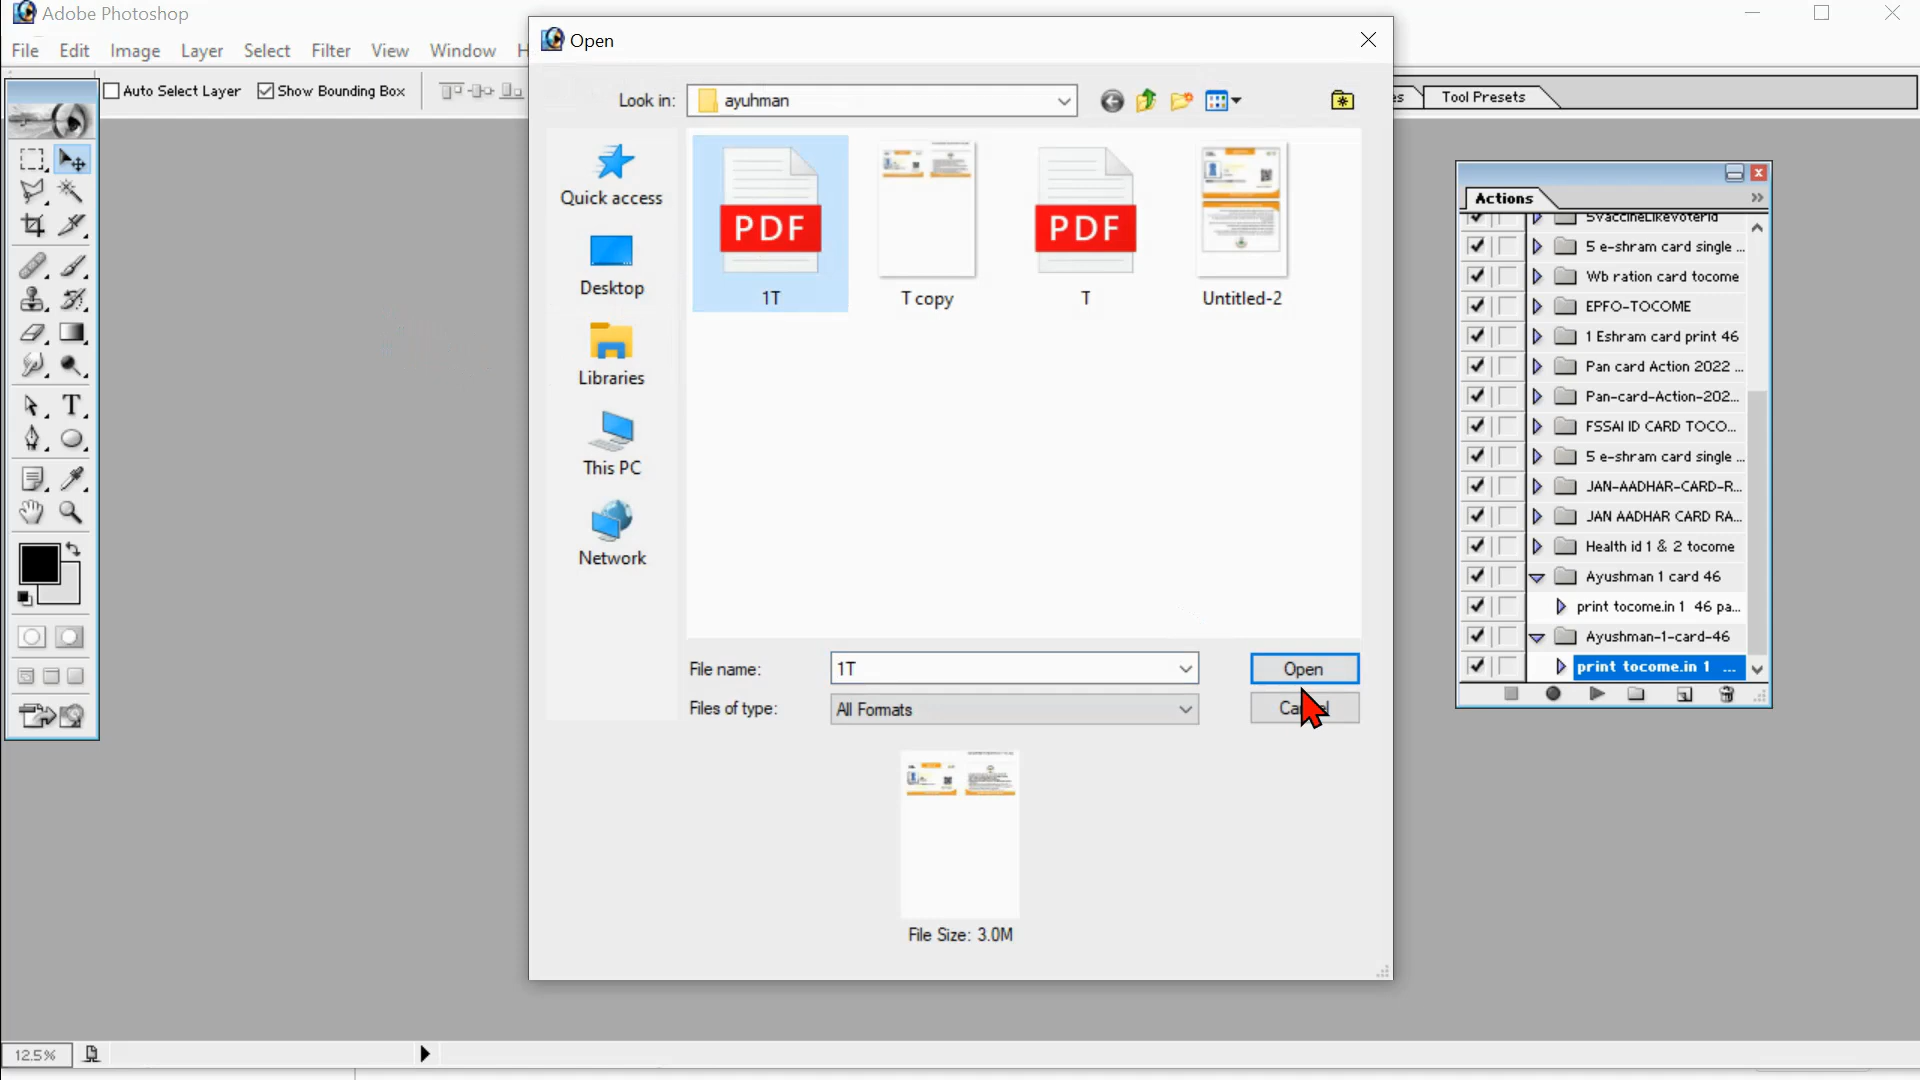 Adobe Photoshop
File Edit Image Layer Select Filter View Window H
Auto Select Layer Show Bounding Box
Tool Presets
Open
Look in: ayuhman
Quick access
Desktop
Libraries
This PC
Network
PDF
PDF
1T
T copy
T
Untitled-2
File name: 1T
Open
Files of type: All Formats
File Size: 3.0M
Actions
5VaccineLikeVoterId
5 e-shram card single ...
Wb ration card tocome
EPFO-TOCOME
1 Eshram card print 46
Pan card Action 2022 ...
Pan-card-Action-202...
FSSAI ID CARD TOCO...
5 e-shram card single ...
JAN-AADHAR-CARD-R...
JAN AADHAR CARD RA...
Health id 1 & 2 tocome
Ayushman 1 card 46
print tocome.in 1 46 pa...
Ayushman-1-card-46
print tocome.in 1 ...
12.5%